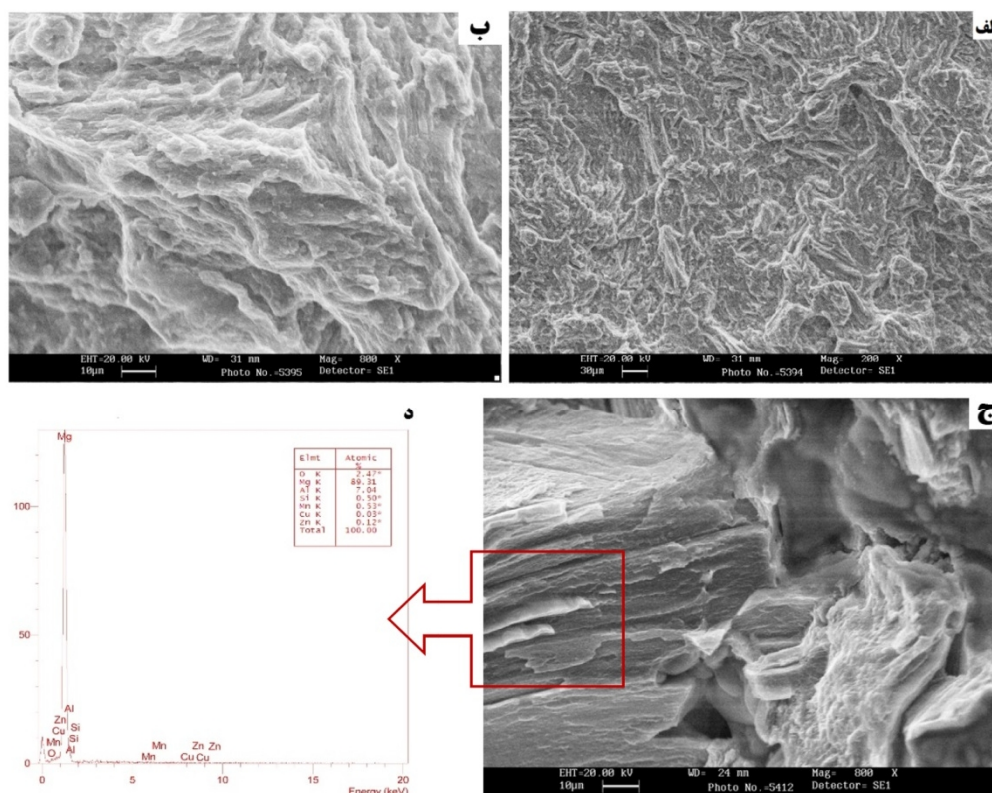 ب
الف
EHT=20.00 kV WD= 31 mm Mag= 800 X
10µm Photo No.=5395 Detector= SE1
EHT=20.00 kV WD= 31 mm Mag= 200 X
30µm Photo No.=5394 Detector= SE1
د
Mg
Elmt Atomic
%
O K 2.47*
Mg K 89.31
Al K 7.04
Si K 0.50*
Mn K 0.53*
Cu K 0.03*
Zn K 0.12*
Total 100.00
100
50
Al
Zn
Si
Cu
Si
Mn
Al
O
Mn
Mn
Zn
Zn
Cu
Cu
0
0 5 10 15 20
Energy (keV)
ج
EHT=20.00 kV WD= 24 mm Mag= 800 X
10µm Photo No.=5412 Detector= SE1